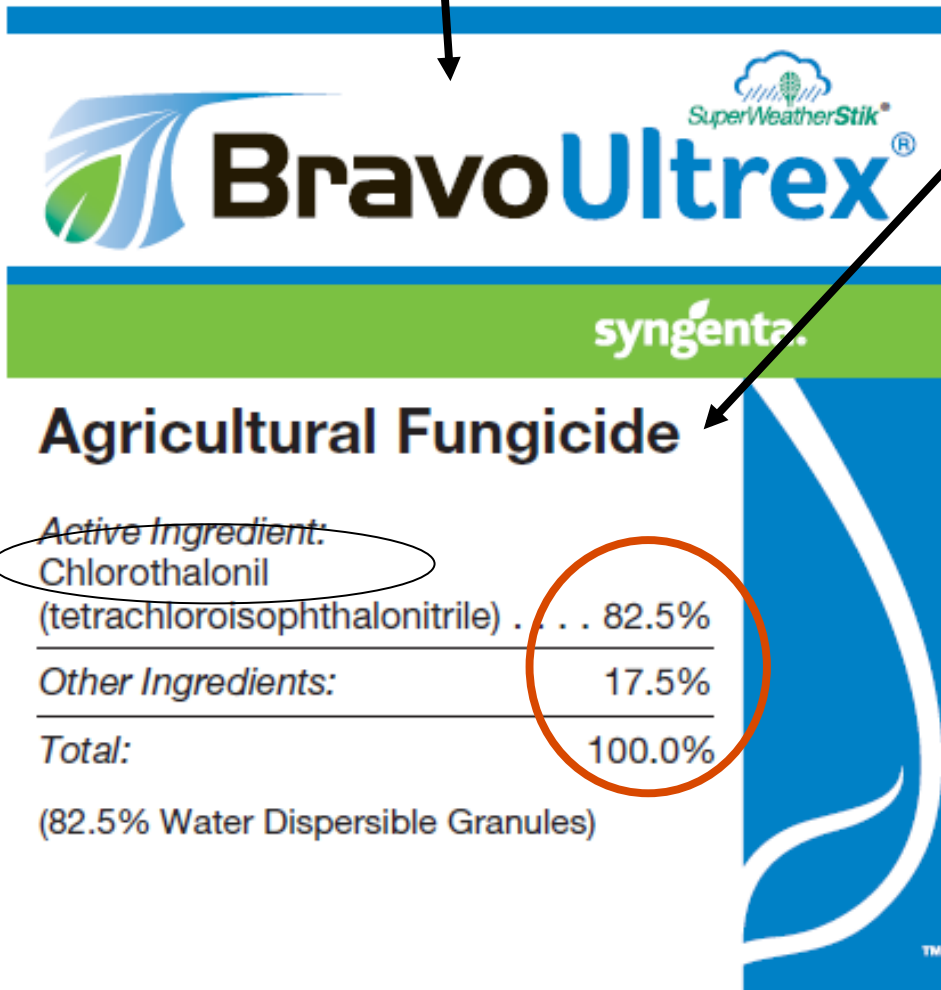 SuperWeatherStik®
BravoUltrex®
syngenta.
Agricultural Fungicide
Active Ingredient:
Chlorothalonil
(tetrachloroisophthalonitrile) . . . . 82.5%
Other Ingredients: 17.5%
Total: 100.0%
(82.5% Water Dispersible Granules)
TM